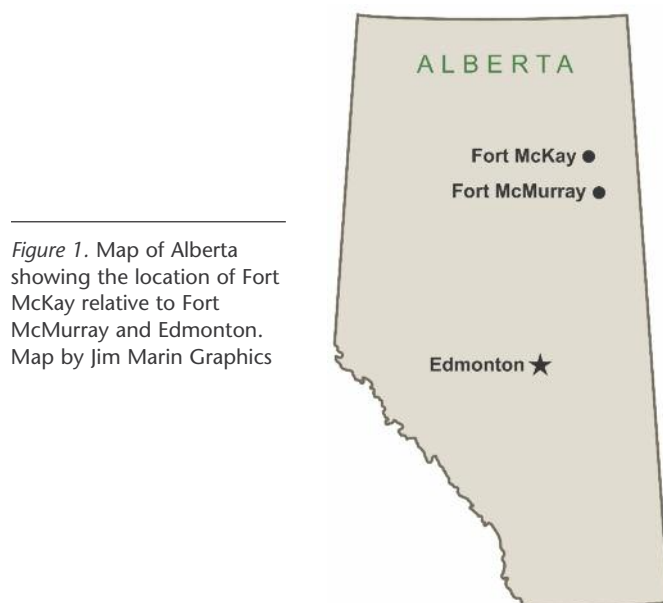 ALBERTA
Fort McKay
Fort McMurray
Figure 1. Map of Alberta
showing the location of Fort
McKay relative to Fort
McMurray and Edmonton.
Map by Jim Marin Graphics
Edmonton